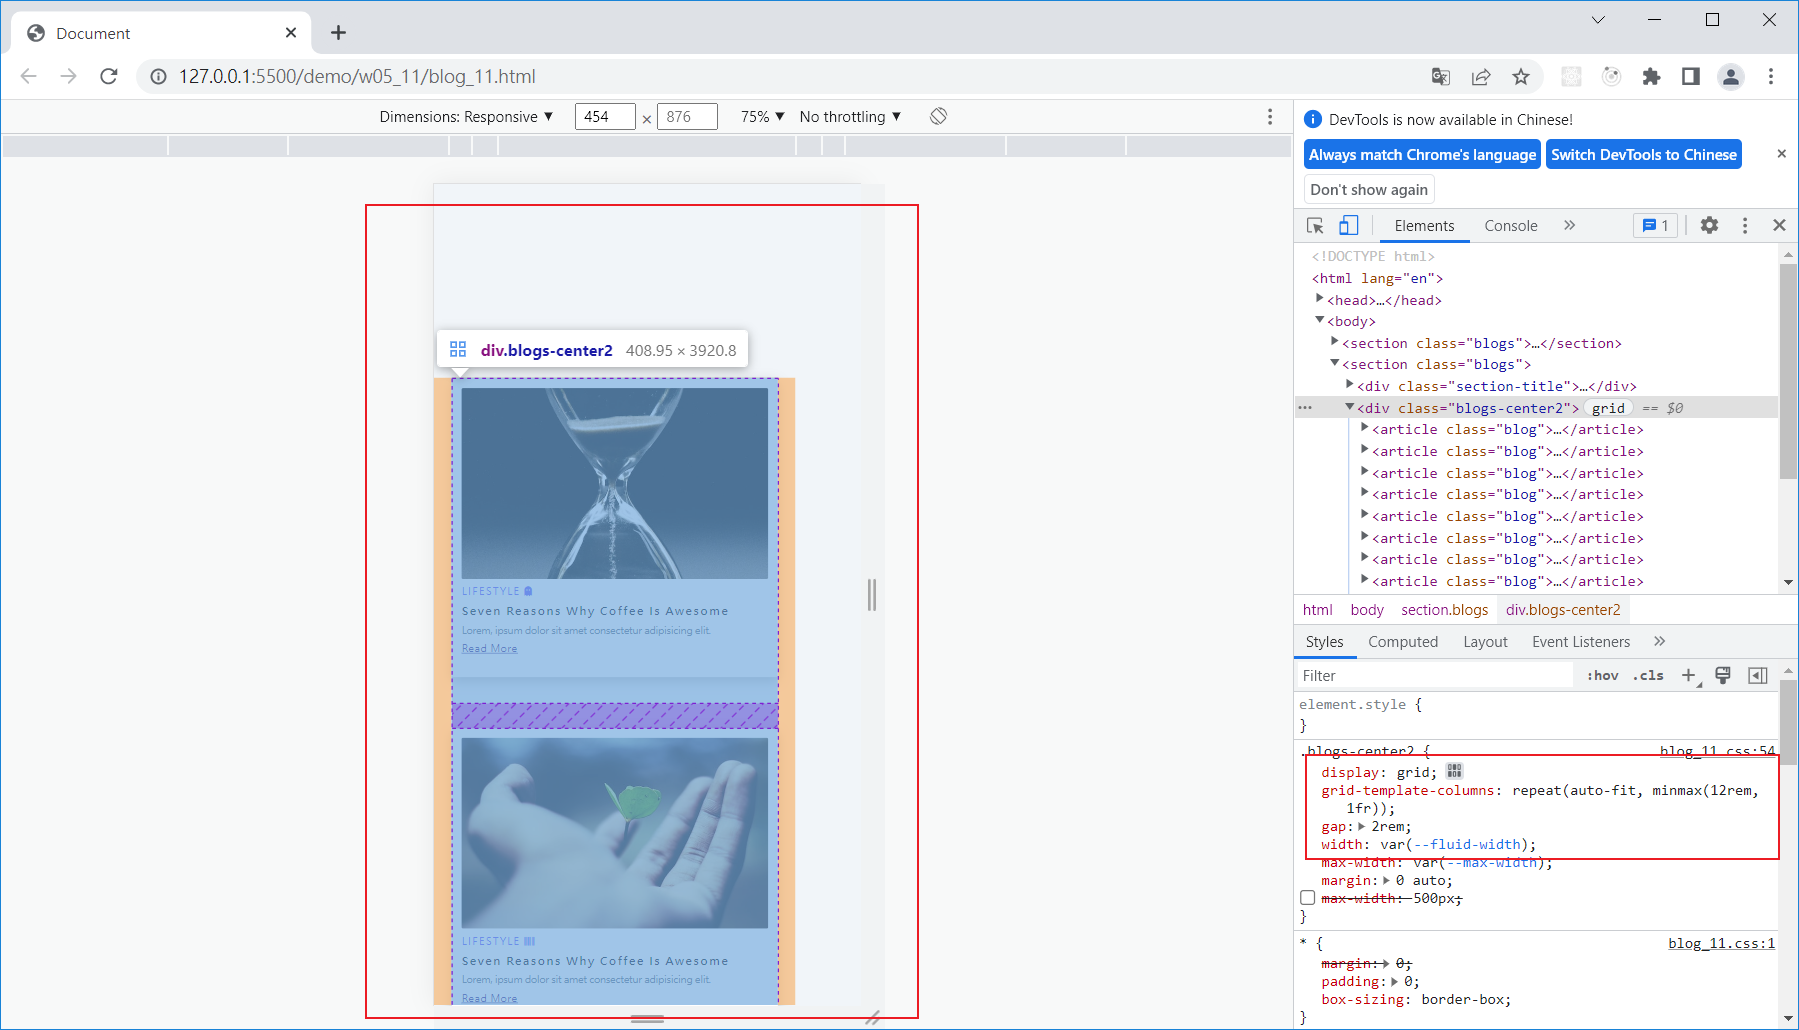 Document
127.0.0.1:5500/demo/w05_11/blog_11.html
Dimensions: Responsive ▼ 454 × 876 75% ▼ No throttling ▼
DevTools is now available in Chinese!
Always match Chrome's language Switch DevTools to Chinese
Don't show again
Elements Console » 1
<!DOCTYPE html>
<html lang="en">
<head>…</head>
<body>
<section class="blogs">…</section>
<section class="blogs">
<div class="section-title">…</div>
<div class="blogs-center2"> grid == $0
<article class="blog">…</article>
<article class="blog">…</article>
<article class="blog">…</article>
<article class="blog">…</article>
<article class="blog">…</article>
<article class="blog">…</article>
<article class="blog">…</article>
<article class="blog">…</article>
html body section.blogs div.blogs-center2
Styles Computed Layout Event Listeners »
Filter :hov .cls
element.style {
}
.blogs-center2 { blog_11.css:54
display: grid;
grid-template-columns: repeat(auto-fit, minmax(12rem,
1fr));
gap: 2rem;
width: var(--fluid-width);
max-width: var(--max-width);
margin: 0 auto;
max-width: 500px;
}
* { blog_11.css:1
margin: 0;
padding: 0;
box-sizing: border-box;
}
div.blogs-center2 408.95 × 3920.8
LIFESTYLE
Seven Reasons Why Coffee Is Awesome
Lorem, ipsum dolor sit amet consectetur adipisicing elit.
Read More
LIFESTYLE
Seven Reasons Why Coffee Is Awesome
Lorem, ipsum dolor sit amet consectetur adipisicing elit.
Read More